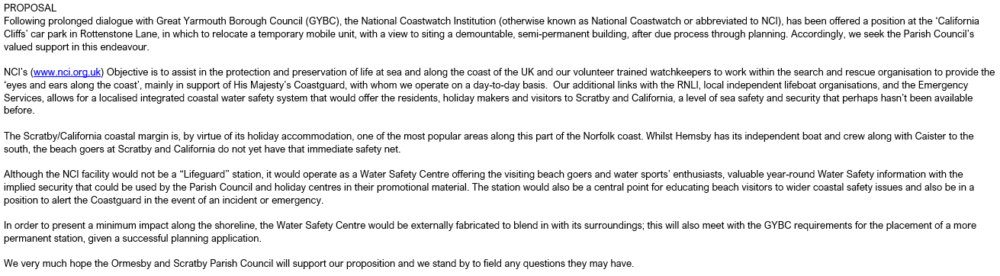 PROPOSAL
Following prolonged dialogue with Great Yarmouth Borough Council (GYBC), the National Coastwatch Institution (otherwise known as National Coastwatch or abbreviated to NCI), has been offered a position at the ‘California
Cliffs’ car park in Rottenstone Lane, in which to relocate a temporary mobile unit, with a view to siting a demountable, semi-permanent building, after due process through planning. Accordingly, we seek the Parish Council’s
valued support in this endeavour.
NCI’s (www.nci.org.uk) Objective is to assist in the protection and preservation of life at sea and along the coast of the UK and our volunteer trained watchkeepers to work within the search and rescue organisation to provide the
‘eyes and ears along the coast’, mainly in support of His Majesty’s Coastguard, with whom we operate on a day-to-day basis.  Our additional links with the RNLI, local independent lifeboat organisations, and the Emergency
Services, allows for a localised integrated coastal water safety system that would offer the residents, holiday makers and visitors to Scratby and California, a level of sea safety and security that perhaps hasn’t been available
before.
The Scratby/California coastal margin is, by virtue of its holiday accommodation, one of the most popular areas along this part of the Norfolk coast. Whilst Hemsby has its independent boat and crew along with Caister to the
south, the beach goers at Scratby and California do not yet have that immediate safety net.
Although the NCI facility would not be a “Lifeguard” station, it would operate as a Water Safety Centre offering the visiting beach goers and water sports’ enthusiasts, valuable year-round Water Safety information with the
implied security that could be used by the Parish Council and holiday centres in their promotional material. The station would also be a central point for educating beach visitors to wider coastal safety issues and also be in a
position to alert the Coastguard in the event of an incident or emergency.
In order to present a minimum impact along the shoreline, the Water Safety Centre would be externally fabricated to blend in with its surroundings; this will also meet with the GYBC requirements for the placement of a more
permanent station, given a successful planning application.
We very much hope the Ormesby and Scratby Parish Council will support our proposition and we stand by to field any questions they may have.